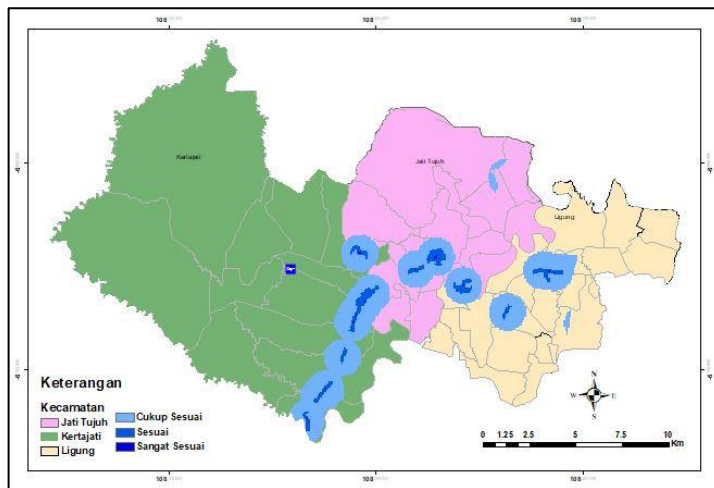 108
108
108
Kertajati
Jati Tujuh
Ligung
Keterangan
Kecamatan
Jati Tujuh
Kertajati
Ligung
Cukup Sesuai
Sesuai
Sangat Sesuai
N
W E
S
0 1.25 2.5 5 7.5 10
Km
108
108
108